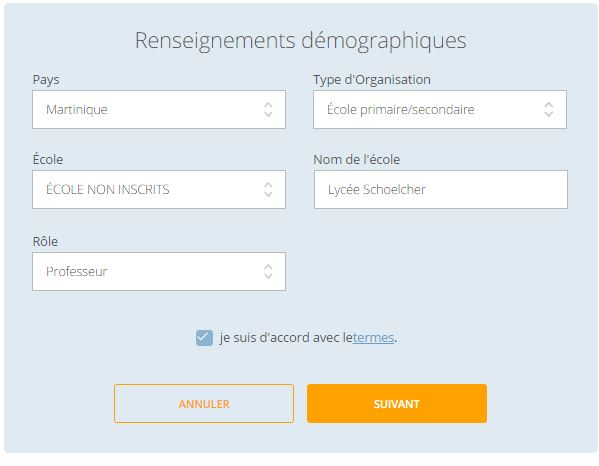 Renseignements démographiques
Pays
Type d'Organisation
Martinique
École primaire/secondaire
École
Nom de l'école
ÉCOLE NON INSCRITS
Lycée Schoelcher
Rôle
Professeur
je suis d'accord avec letermes.
ANNULER
SUIVANT